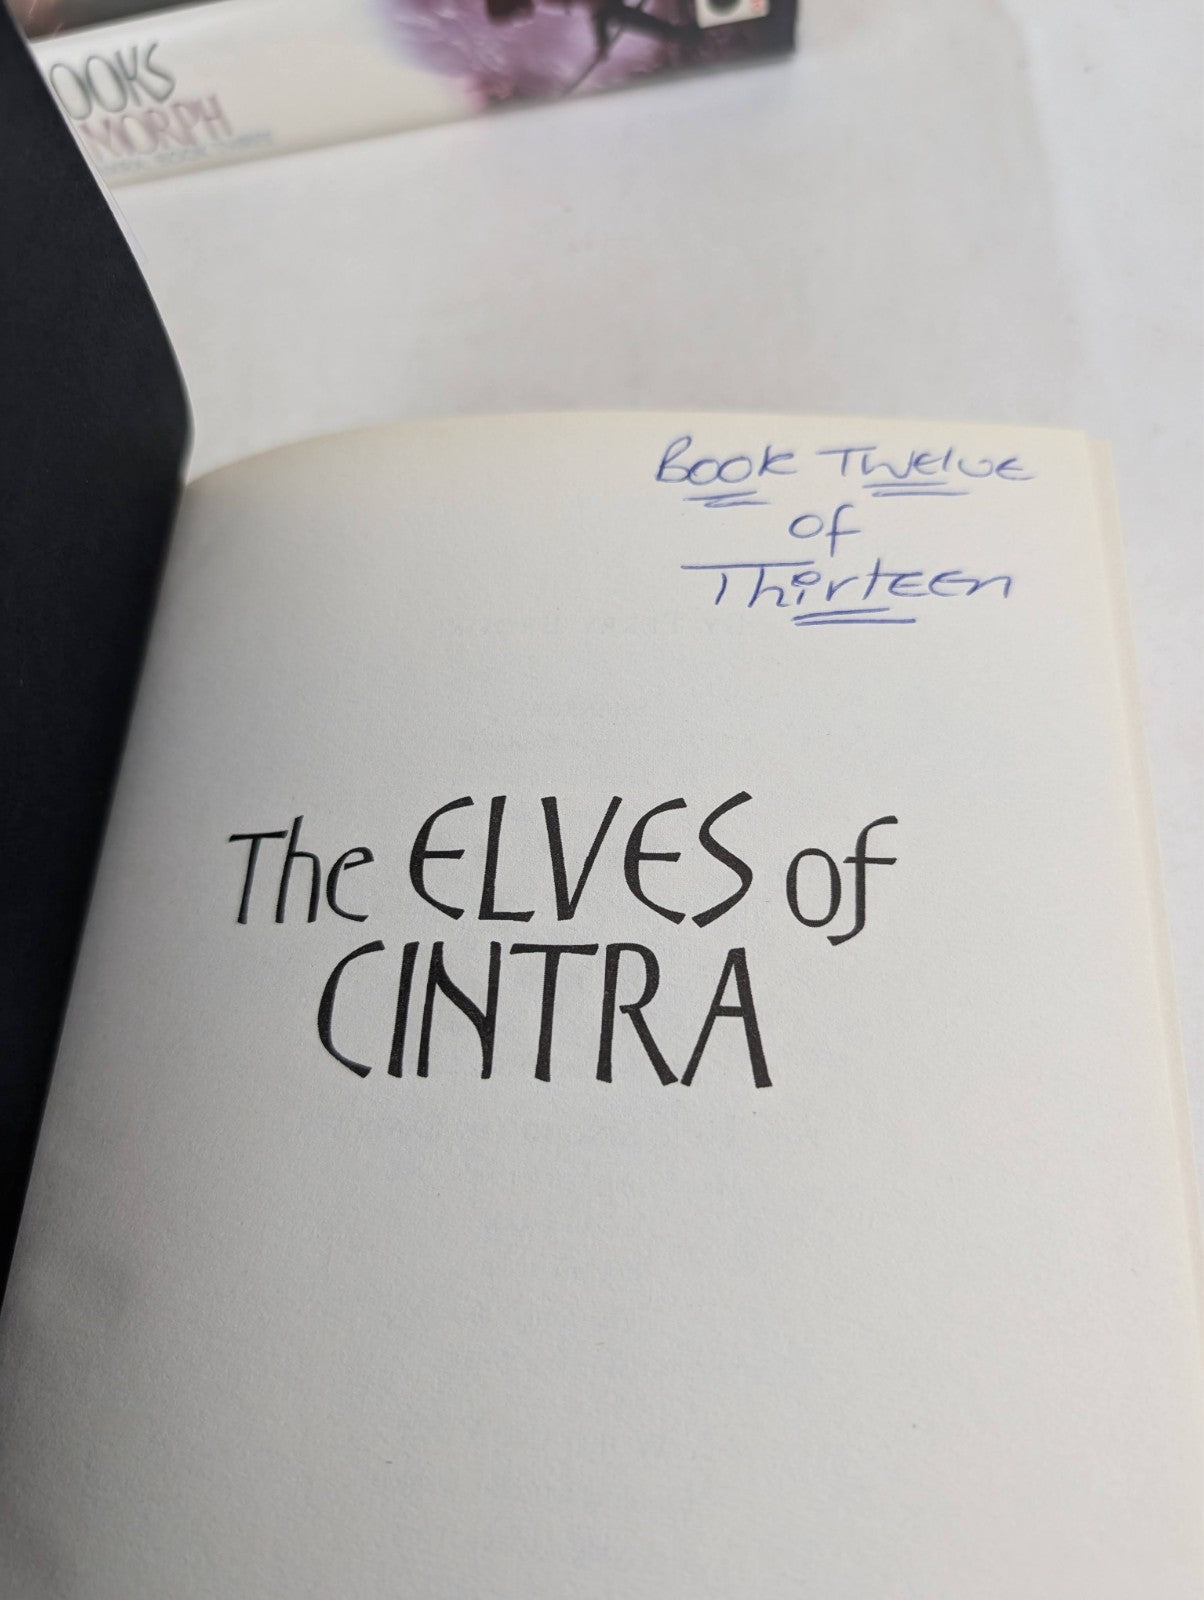 OOKS
MORPH
Book Twelve
of
Thirteen
The ELVES of
CINTRA